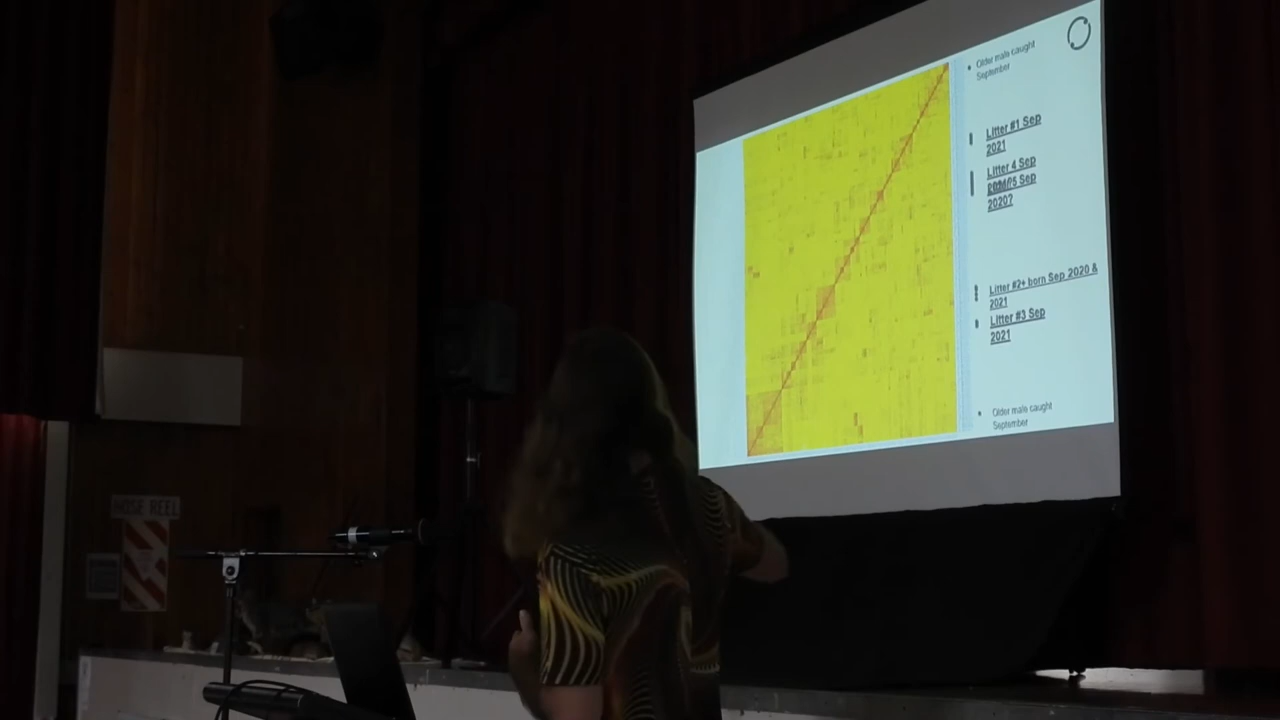 • Older male caught
September
Litter #1 Sep
2021
Litter 4 Sep
Sep
2020?
Litter #2+ born Sep 2020 &
2021
Litter #3 Sep
2021
• Older male caught
September
HOSE REEL